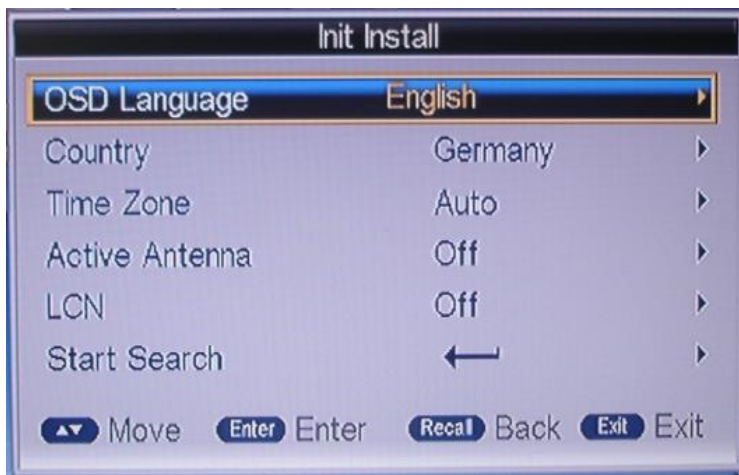 Init Install
OSD Language English
Country Germany
Time Zone Auto
Active Antenna Off
LCN Off
Start Search
Move Enter Enter Recall Back Exit Exit